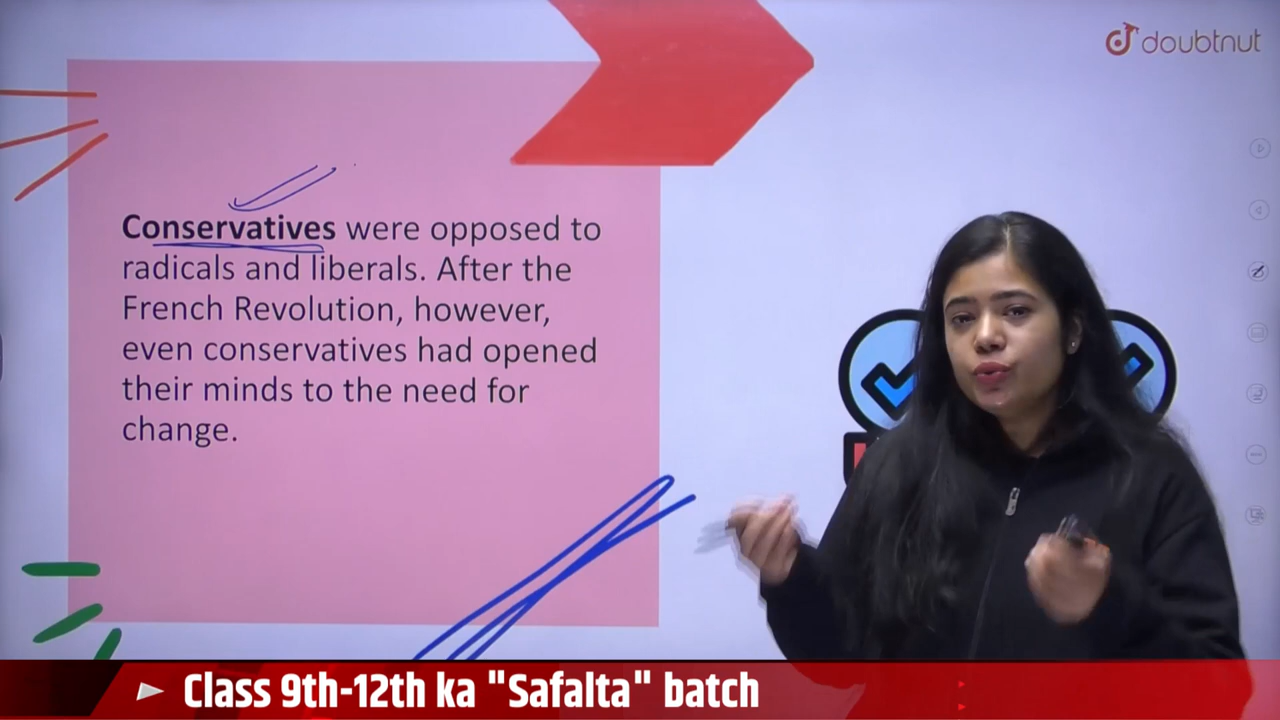 doubtnut
Conservatives were opposed to
radicals and liberals. After the
French Revolution, however,
even conservatives had opened
their minds to the need for
change.
Class 9th-12th ka "Safalta" batch